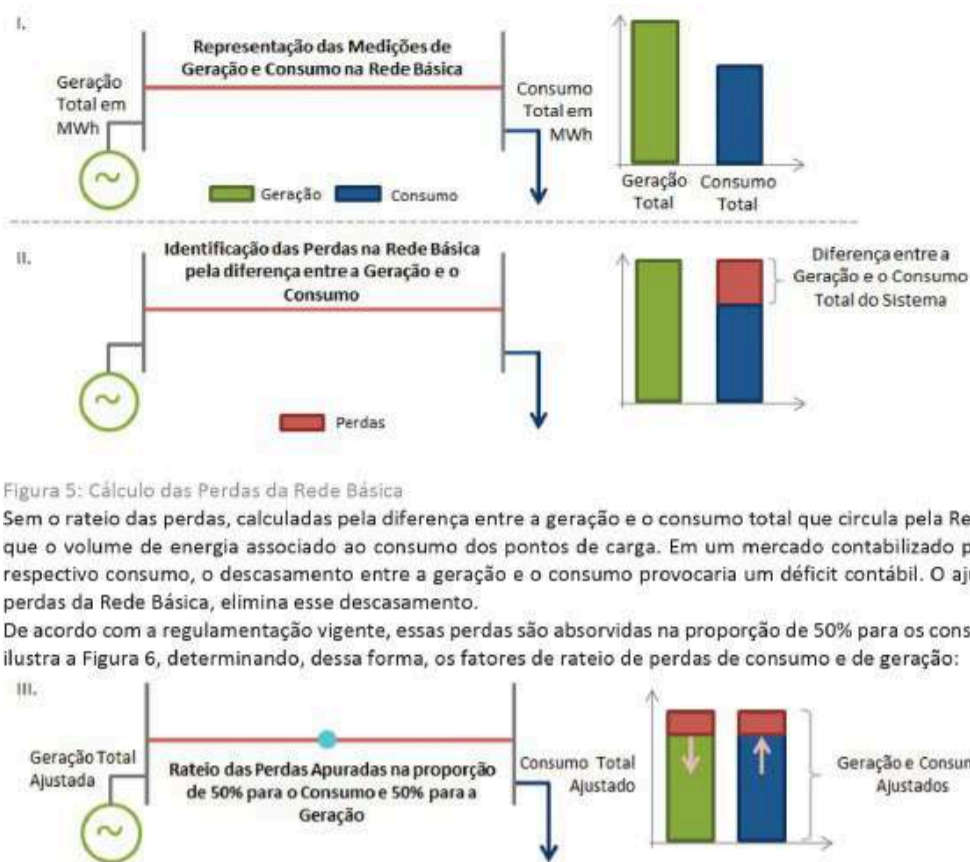 I.
Representação das Medições de
Geração e Consumo na Rede Básica
Geração
Total em
MWh
Consumo
Total em
MWh
Geração
Consumo
Geração
Total
Consumo
Total
II.
Identificação das Perdas na Rede Básica
pela diferença entre a Geração e o
Consumo
Diferença entre a
Geração e o Consumo
Total do Sistema
Perdas
Figura 5: Cálculo das Perdas da Rede Básica
Sem o rateio das perdas, calculadas pela diferença entre a geração e o consumo total que circula pela Re
que o volume de energia associado ao consumo dos pontos de carga. Em um mercado contabilizado p
respectivo consumo, o descasamento entre a geração e o consumo provocaria um déficit contábil. O aj
perdas da Rede Básica, elimina esse descasamento.
De acordo com a regulamentação vigente, essas perdas são absorvidas na proporção de 50% para os cons
ilustra a Figura 6, determinando, dessa forma, os fatores de rateio de perdas de consumo e de geração:
III.
Geração Total
Ajustada
Rateio das Perdas Apuradas na proporção
de 50% para o Consumo e 50% para a
Geração
Consumo Total
Ajustado
Geração e Consum
Ajustados